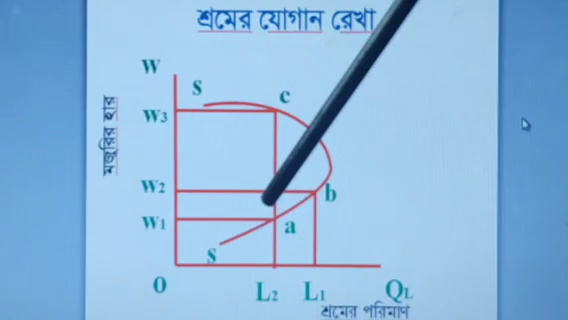 শ্রমের যোগান রেখা
W
S
c
মজুরির হার
W3
W2
b
W1
a
S
O
L2
L1
QL
শ্রমের পরিমাণ